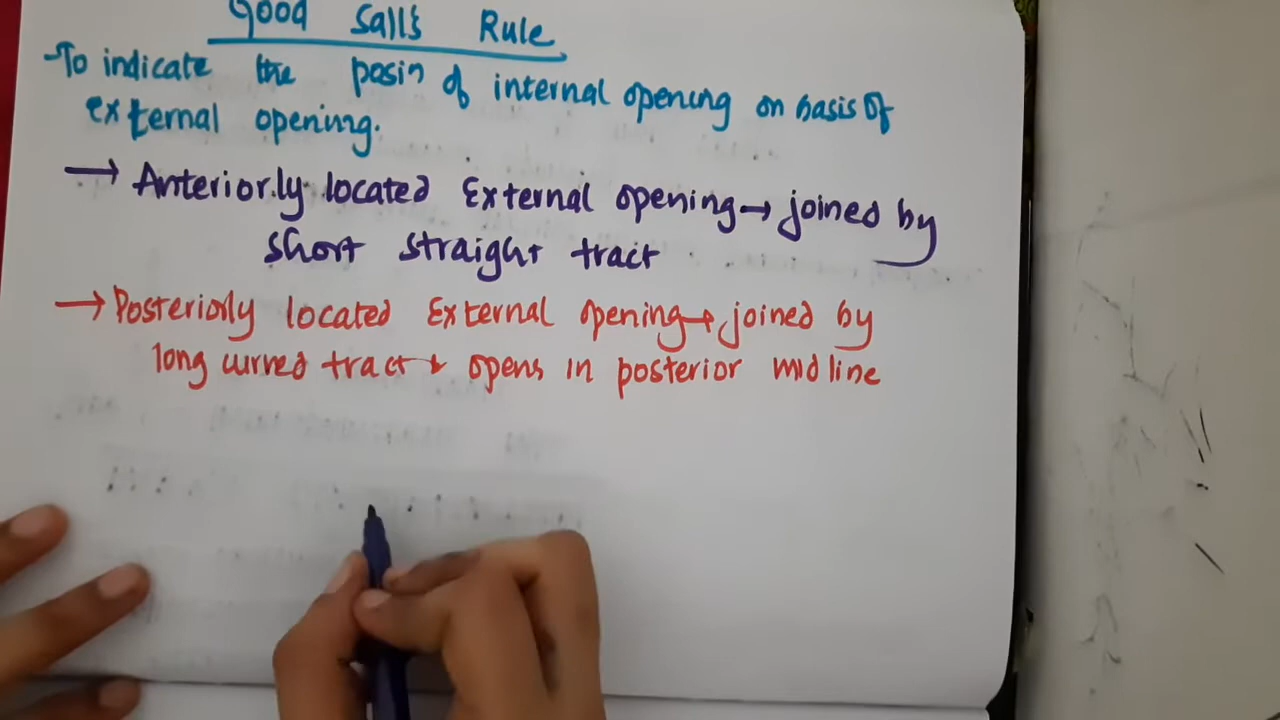 Good Salls Rule
To indicate the posin of internal opening on basis of
external opening.
→ Anteriorly located External opening → joined by
short straight tract
→ Posteriorly located External opening → joined by
long curved tract & opens in posterior midline